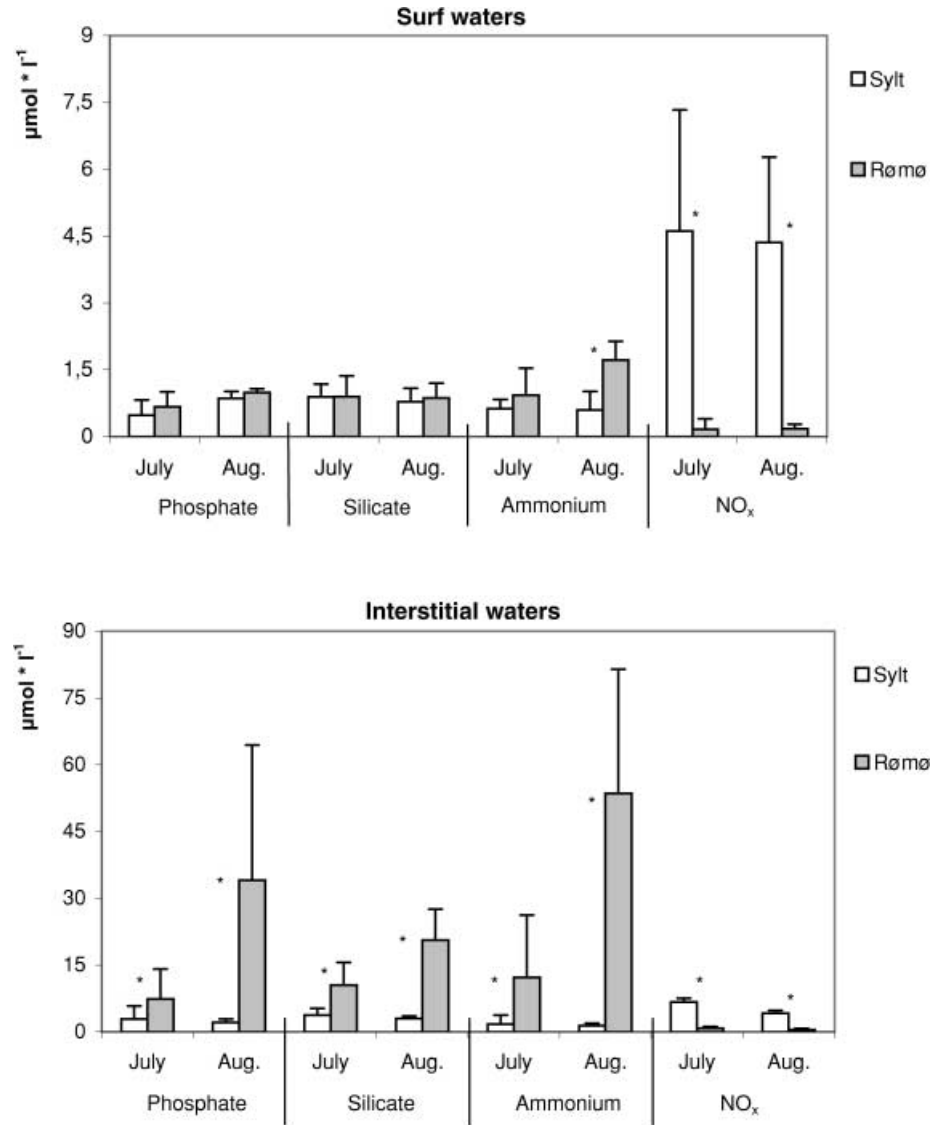 Surf waters
µmol * l-1
9
7,5
6
4,5
3
1,5
0
* * *
Sylt
Rømø
July Aug. July Aug. July Aug. July Aug.
Phosphate Silicate Ammonium NOx
Interstitial waters
µmol * l-1
90
75
60
45
30
15
0
* * * * * * * *
Sylt
Rømø
July Aug. July Aug. July Aug. July Aug.
Phosphate Silicate Ammonium NOx